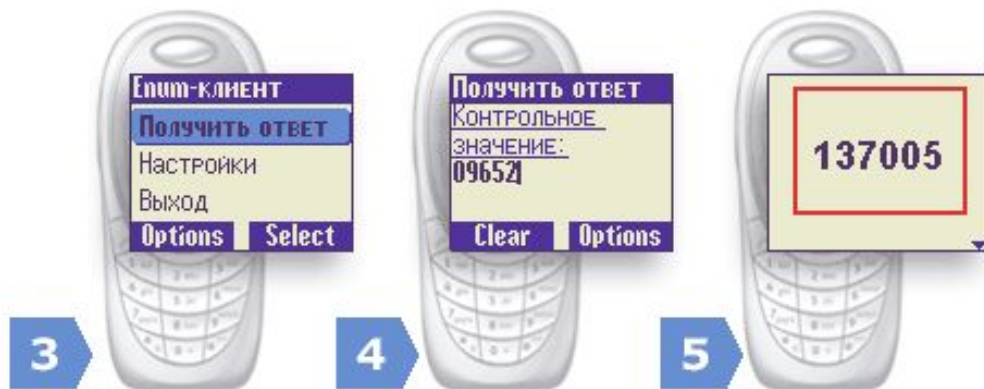 Enum-клиент
Получить ответ
Настройки
Выход
Options Select
3
Получить ответ
Контрольное
значение:
09652
Clear Options
4
137005
5